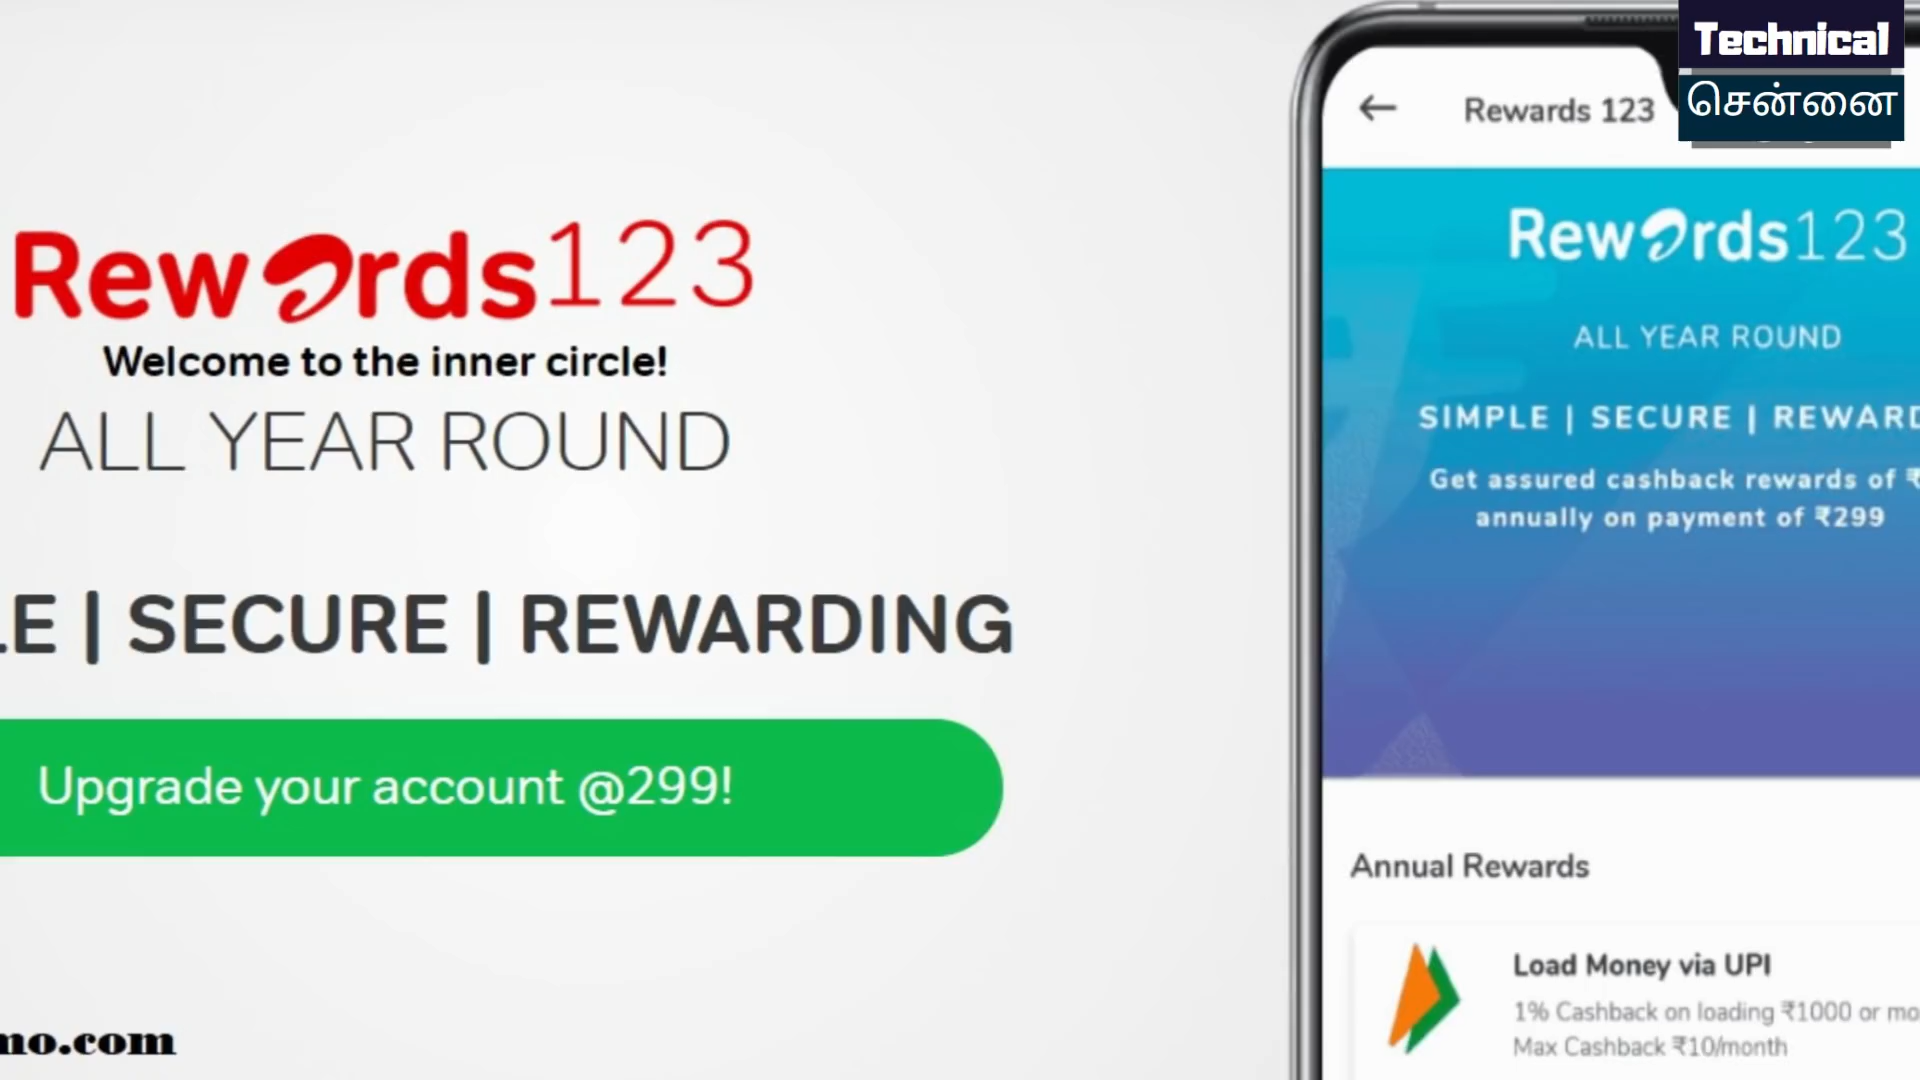 Technical
சென்னை
Rewards123
Welcome to the inner circle!
ALL YEAR ROUND
| SECURE | REWARDING
Upgrade your account @299!
mo.com
Rewards 123
Rewards123
ALL YEAR ROUND
SIMPLE | SECURE | REWARD
Get assured cashback rewards of ₹
annually on payment of ₹299
Annual Rewards
Load Money via UPI
1% Cashback on loading ₹1000 or mo
Max Cashback ₹10/month